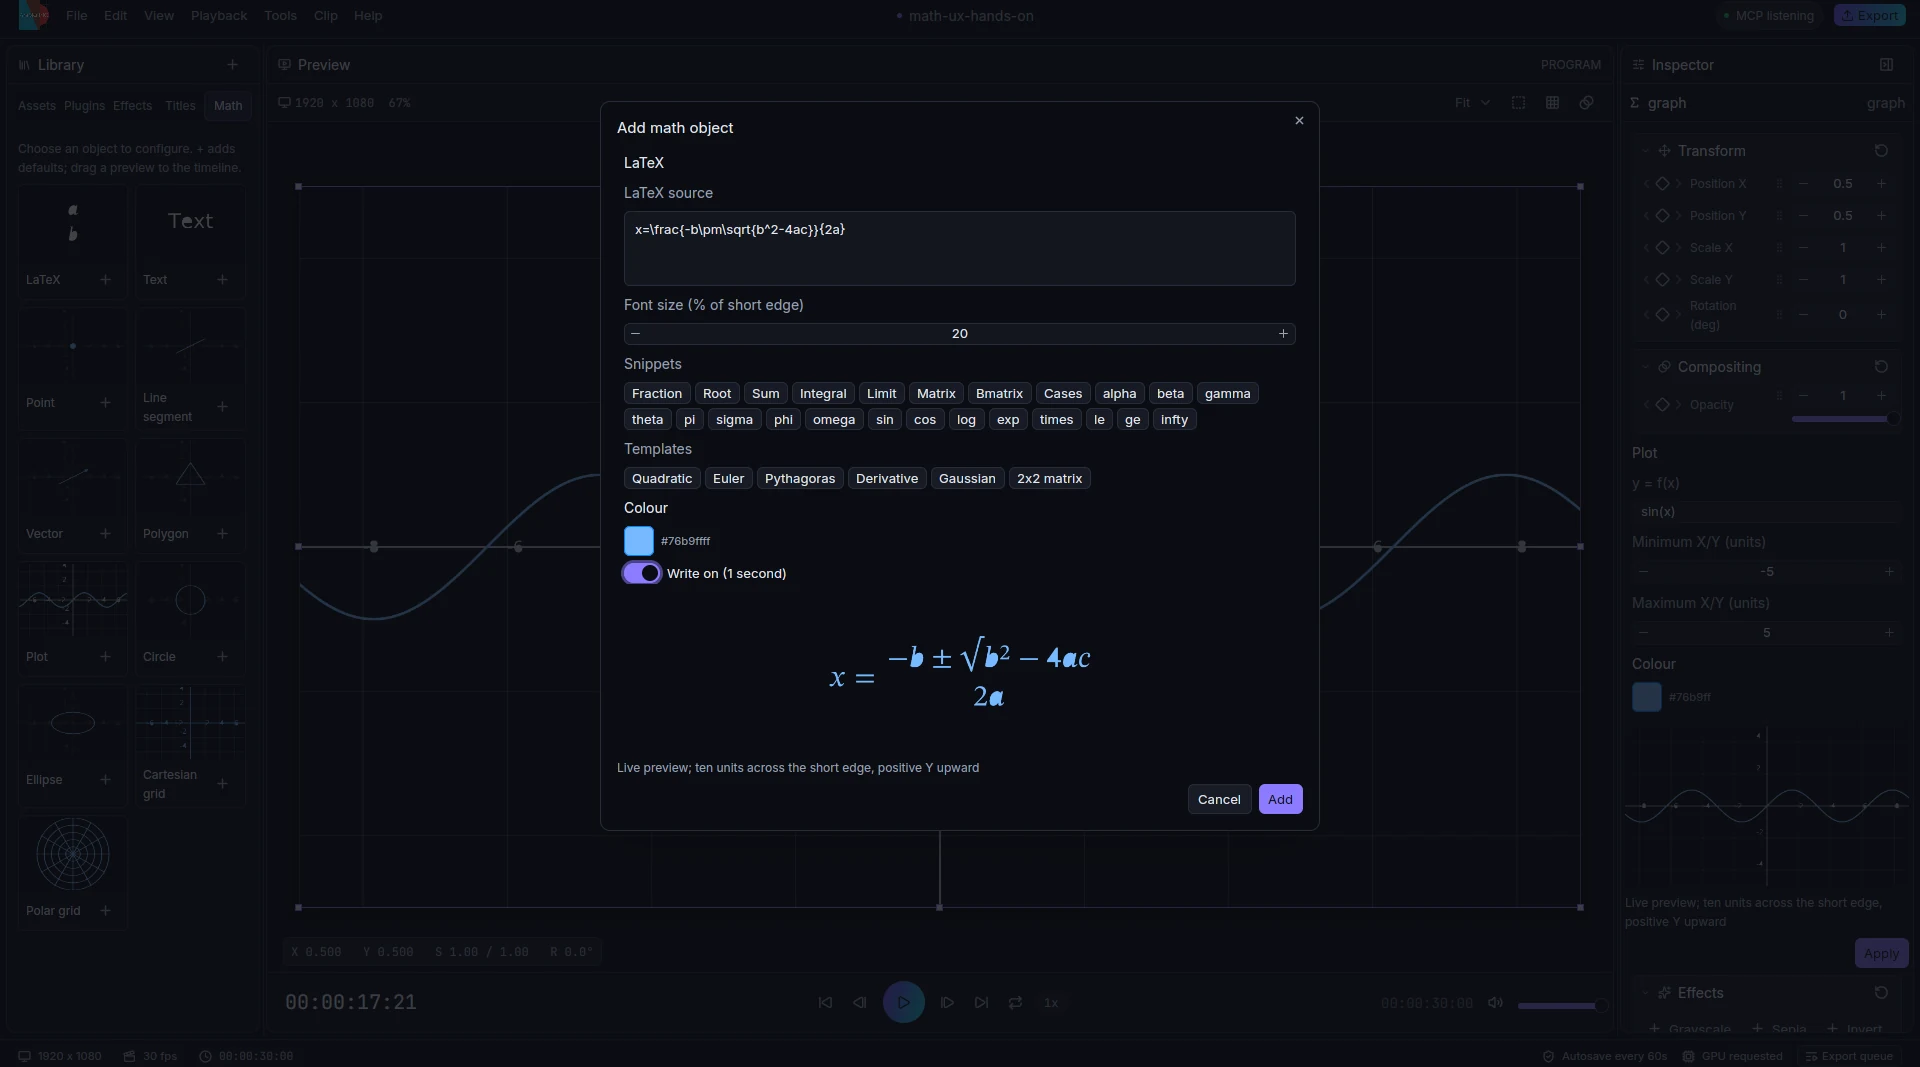 File Edit View Playback Tools Clip Help
math-ux-hands-on
MCP listening
Export
Library
Preview
PROGRAM
Inspector
Assets Plugins Effects Titles Math
1920 x 1080 67%
Fit
Σ graph
graph
Choose an object to configure. + adds
defaults; drag a preview to the timeline.
a
b
LaTeX
Text
Text
Point
Line
segment
Vector
Polygon
Plot
Circle
Ellipse
Cartesian
grid
Polar grid
8
6
6
8
Add math object
LaTeX
LaTeX source
x=\frac{-b\pm\sqrt{b^2-4ac}}{2a}
Font size (% of short edge)
20
Snippets
Fraction Root Sum Integral Limit Matrix Bmatrix Cases alpha beta gamma
theta pi sigma phi omega sin cos log exp times le ge infty
Templates
Quadratic Euler Pythagoras Derivative Gaussian 2x2 matrix
Colour
#76b9ffff
Write on (1 second)
−b ± √b² − 4ac
x =
2a
Live preview; ten units across the short edge, positive Y upward
Cancel Add
Transform
Position X 0.5
Position Y 0.5
Scale X 1
Scale Y 1
Rotation
(deg) 0
Compositing
Opacity 1
Plot
y = f(x)
sin(x)
Minimum X/Y (units)
-5
Maximum X/Y (units)
5
Colour
#76b9ff
Live preview; ten units across the short edge,
positive Y upward
Apply
Effects
Grayscale Sepia Invert
X 0.500 Y 0.500 S 1.00 / 1.00 R 0.0°
00:00:17:21
1x
00:00:30:00
1920 x 1080 30 fps 00:00:30:00
Autosave every 60s GPU requested Export queue